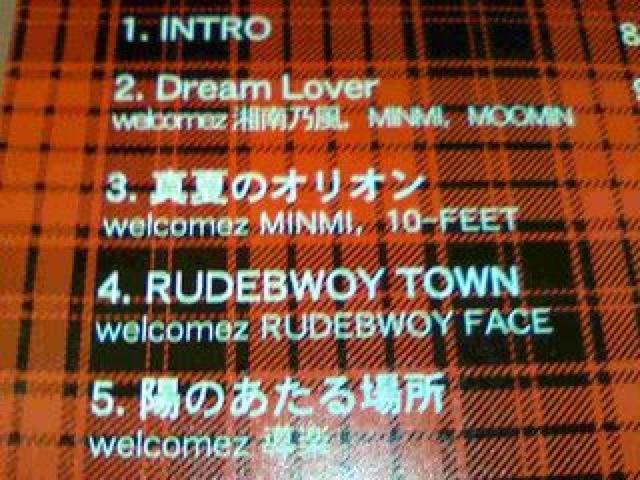 1. INTRO
2. Dream Lover
welcomez 湘南乃風, MINMI, MOOMIN
3. 真夏のオリオン
welcomez MINMI, 10-FEET
4. RUDEBWOY TOWN
welcomez RUDEBWOY FACE
5. 陽のあたる場所
welcomez
&